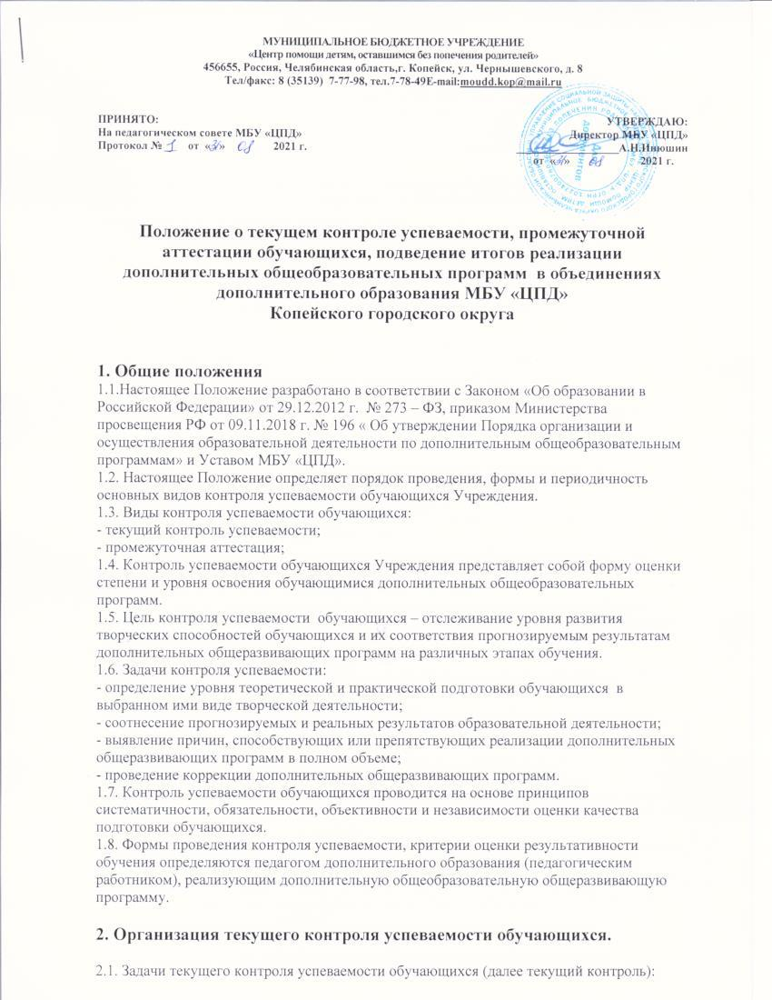 МУНИЦИПАЛЬНОЕ БЮДЖЕТНОЕ УЧРЕЖДЕНИЕ
«Центр помощи детям, оставшимся без попечения родителей»
456655, Россия, Челябинская область,г. Копейск, ул. Чернышевского, д. 8
Тел/факс: 8 (35139) 7-77-98, тел.7-78-49E-mail:moudd.kop@mail.ru
ПРИНЯТО:
На педагогическом совете МБУ «ЦПД»
Протокол № 1 от «31» 08 2021 г.
УТВЕРЖДАЮ:
Директор МБУ «ЦПД»
А.Н.Ивюшин
от «31» 08 2021 г.
Положение о текущем контроле успеваемости, промежуточной
аттестации обучающихся, подведение итогов реализации
дополнительных общеобразовательных программ в объединениях
дополнительного образования МБУ «ЦПД»
Копейского городского округа
1. Общие положения
1.1.Настоящее Положение разработано в соответствии с Законом «Об образовании в
Российской Федерации» от 29.12.2012 г. № 273 – ФЗ, приказом Министерства
просвещения РФ от 09.11.2018 г. № 196 « Об утверждении Порядка организации и
осуществления образовательной деятельности по дополнительным общеобразовательным
программам» и Уставом МБУ «ЦПД».
1.2. Настоящее Положение определяет порядок проведения, формы и периодичность
основных видов контроля успеваемости обучающихся Учреждения.
1.3. Виды контроля успеваемости обучающихся:
- текущий контроль успеваемости;
- промежуточная аттестация;
1.4. Контроль успеваемости обучающихся Учреждения представляет собой форму оценки
степени и уровня освоения обучающимися дополнительных общеобразовательных
программ.
1.5. Цель контроля успеваемости обучающихся – отслеживание уровня развития
творческих способностей обучающихся и их соответствия прогнозируемым результатам
дополнительных общеразвивающих программ на различных этапах обучения.
1.6. Задачи контроля успеваемости:
- определение уровня теоретической и практической подготовки обучающихся в
выбранном ими виде творческой деятельности;
- соотнесение прогнозируемых и реальных результатов образовательной деятельности;
- выявление причин, способствующих или препятствующих реализации дополнительных
общеразвивающих программ в полном объеме;
- проведение коррекции дополнительных общеразвивающих программ.
1.7. Контроль успеваемости обучающихся проводится на основе принципов
систематичности, обязательности, объективности и независимости оценки качества
подготовки обучающихся.
1.8. Формы проведения контроля успеваемости, критерии оценки результативности
обучения определяются педагогом дополнительного образования (педагогическим
работником), реализующим дополнительную общеобразовательную общеразвивающую
программу.
2. Организация текущего контроля успеваемости обучающихся.
2.1. Задачи текущего контроля успеваемости обучающихся (далее текущий контроль):